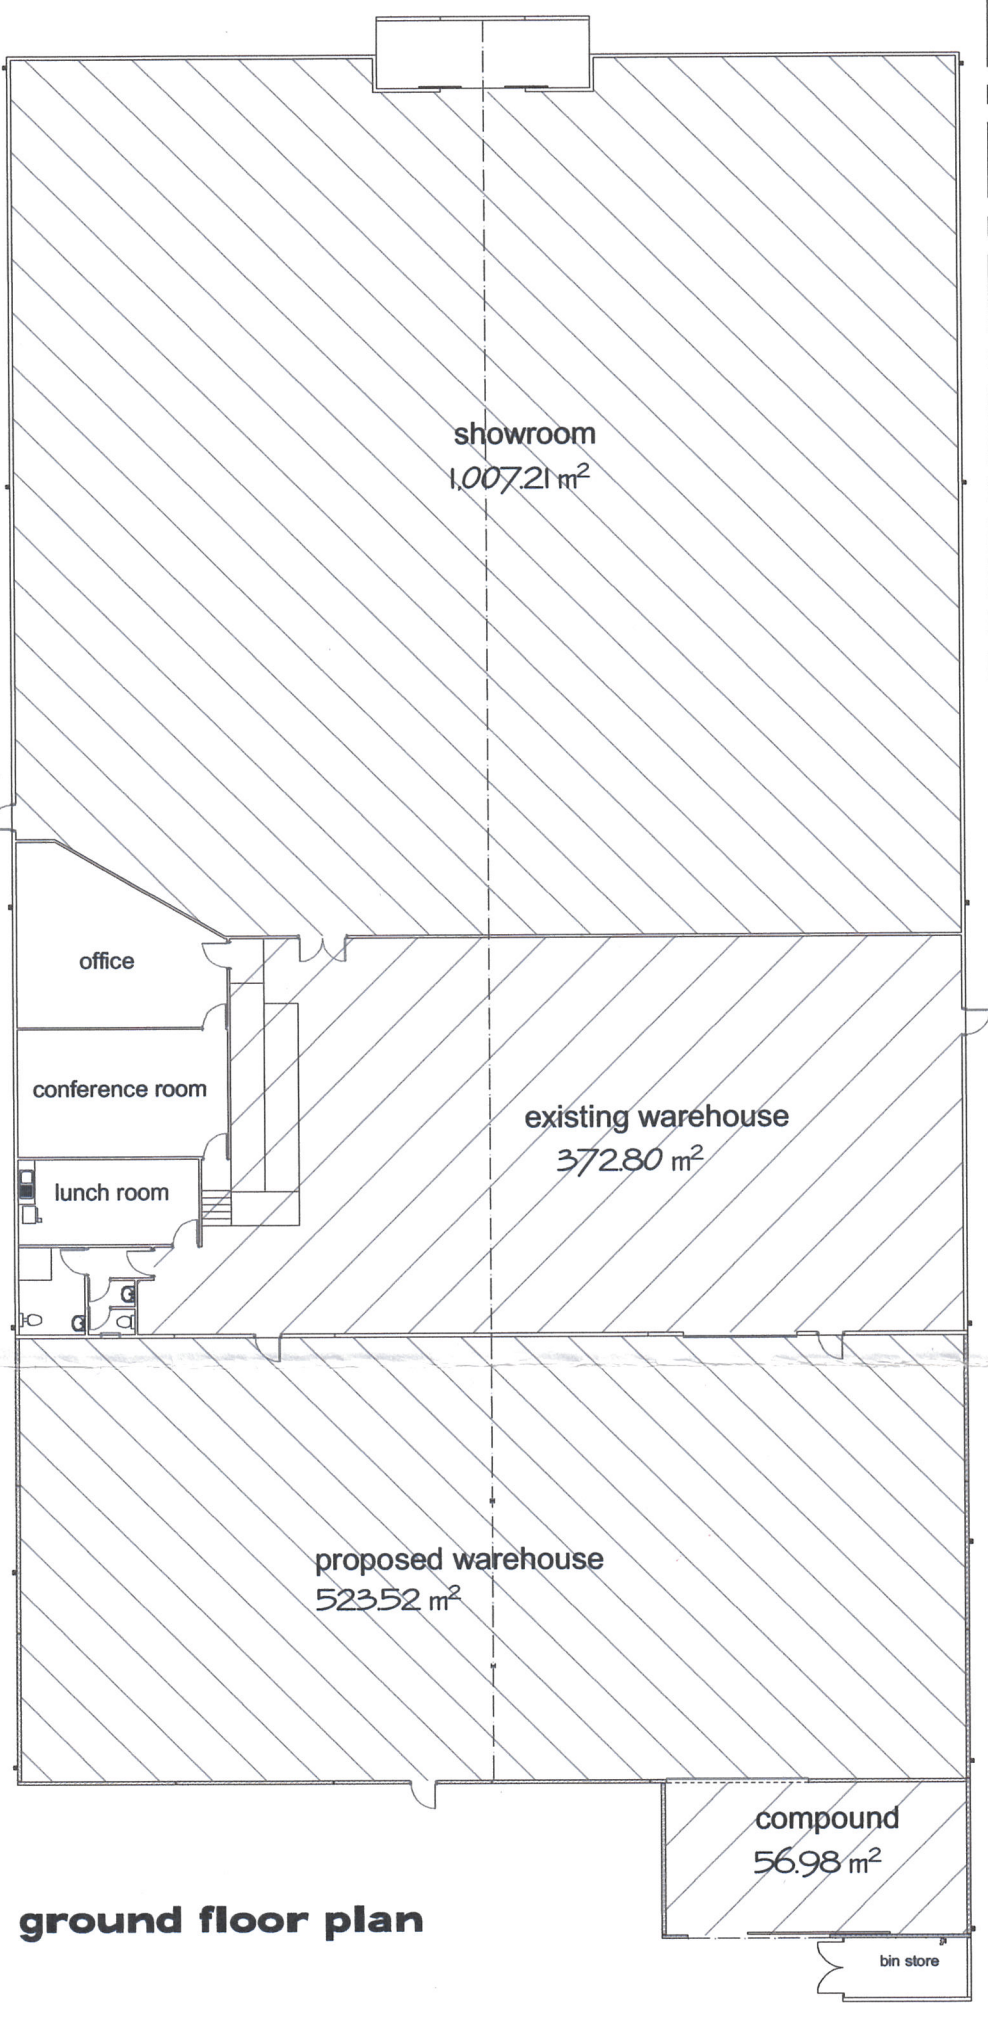 showroom
1,007.21 m²
office
conference room
existing warehouse
372.80 m²
lunch room
proposed warehouse
523.52 m²
compound
56.98 m²
ground floor plan
bin store